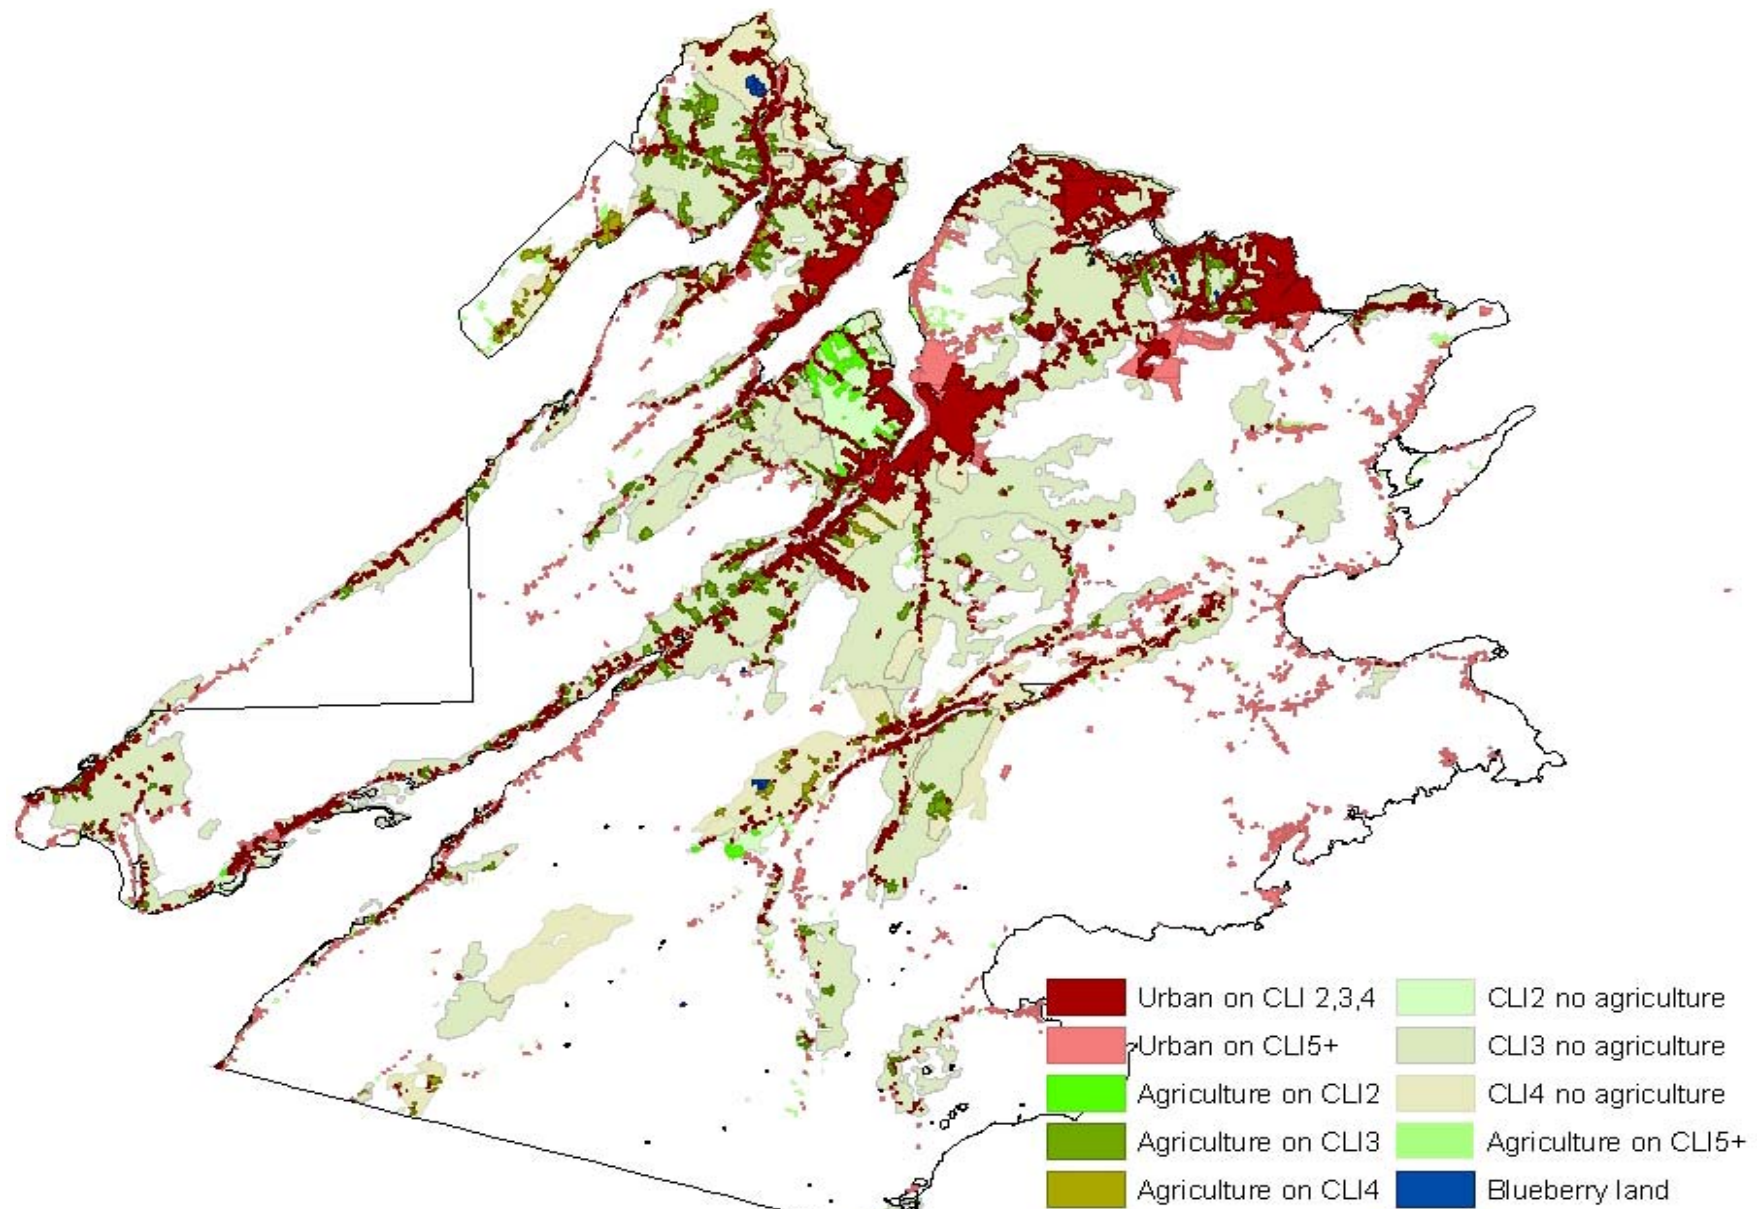 Urban on CLI 2,3,4
Urban on CLI5+
Agriculture on CLI2
Agriculture on CLI3
Agriculture on CLI4
CLI2 no agriculture
CLI3 no agriculture
CLI4 no agriculture
Agriculture on CLI5+
Blueberry land